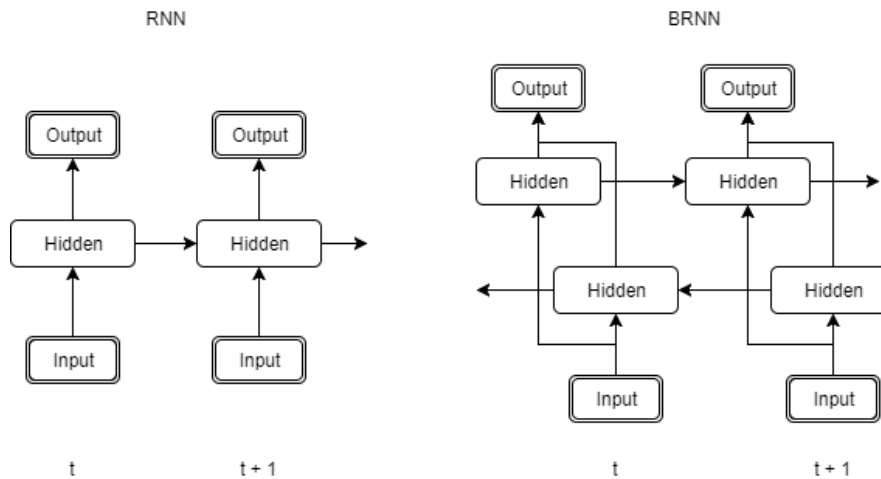 RNN
Output
Output
Hidden
Hidden
Input
Input
t
t + 1
BRNN
Output
Output
Hidden
Hidden
Hidden
Hidden
Input
Input
t
t + 1